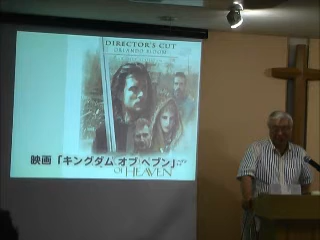 DIRECTOR'S CUT
ORLANDO BLOOM
映画「キングダム オブ ヘブン」
OF HEAVEN